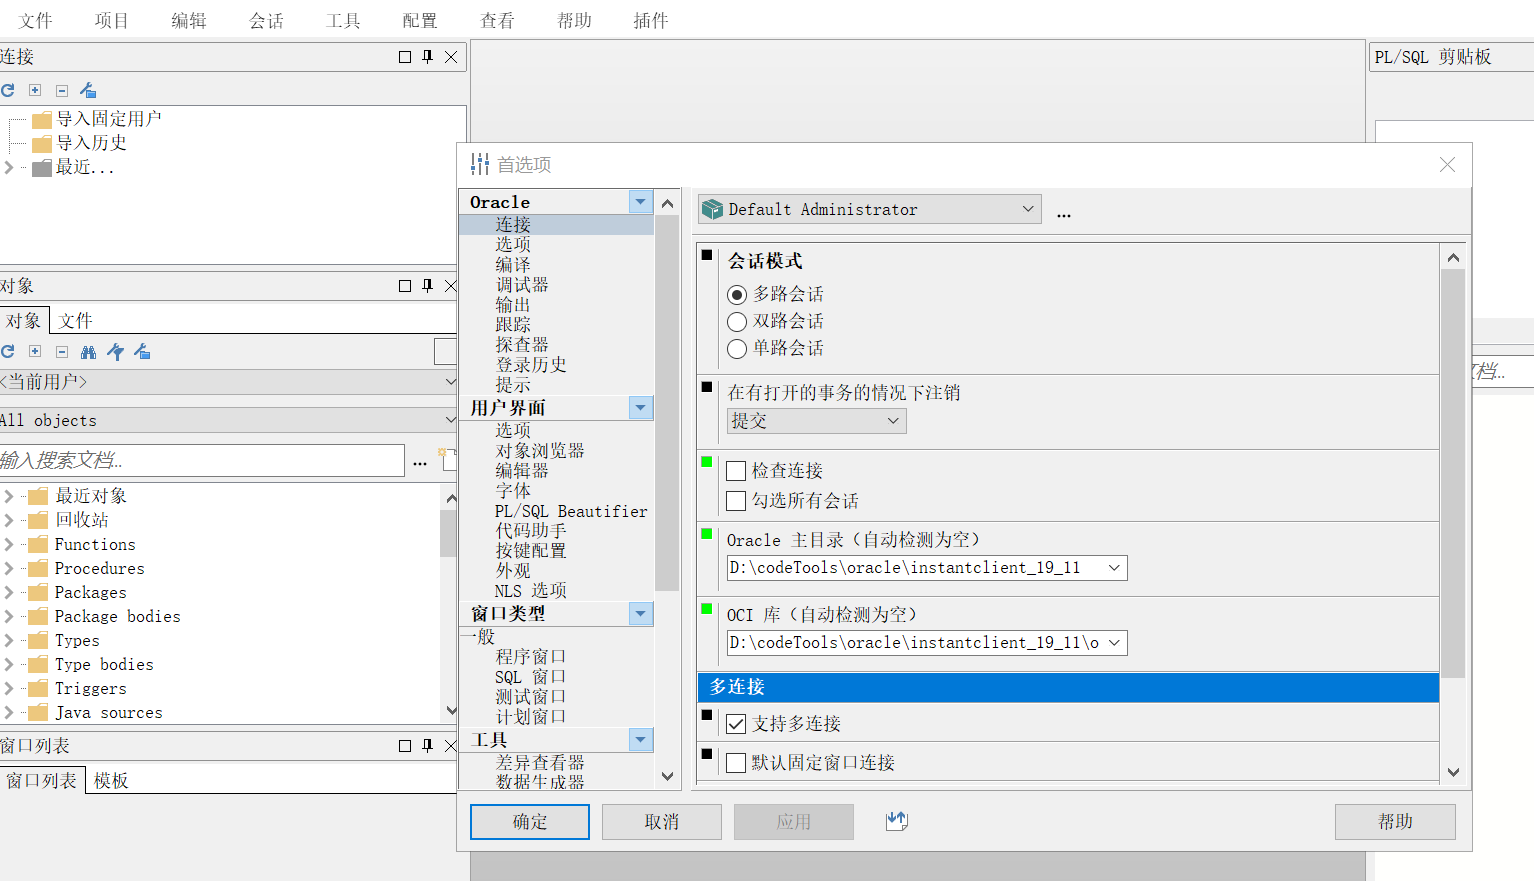 文件 项目 编辑 会话 工具 配置 查看 帮助 插件
连接
导入固定用户
导入历史
最近...
对象
对象 文件
<当前用户>
All objects
输入搜索文档..
最近对象
回收站
Functions
Procedures
Packages
Package bodies
Types
Type bodies
Triggers
Java sources
窗口列表
窗口列表 模板
PL/SQL 剪贴板
文档..
首选项
Oracle
连接
选项
编译
调试器
输出
跟踪
探查器
登录历史
提示
用户界面
选项
对象浏览器
编辑器
字体
PL/SQL Beautifier
代码助手
按键配置
外观
NLS 选项
窗口类型
一般
程序窗口
SQL 窗口
测试窗口
计划窗口
工具
差异查看器
数据生成器
Default Administrator
...
会话模式
多路会话
双路会话
单路会话
在有打开的事务的情况下注销
提交
检查连接
勾选所有会话
Oracle 主目录（自动检测为空）
D:\codeTools\oracle\instantclient_19_11
OCI 库（自动检测为空）
D:\codeTools\oracle\instantclient_19_11\o
多连接
支持多连接
默认固定窗口连接
确定 取消 应用 帮助